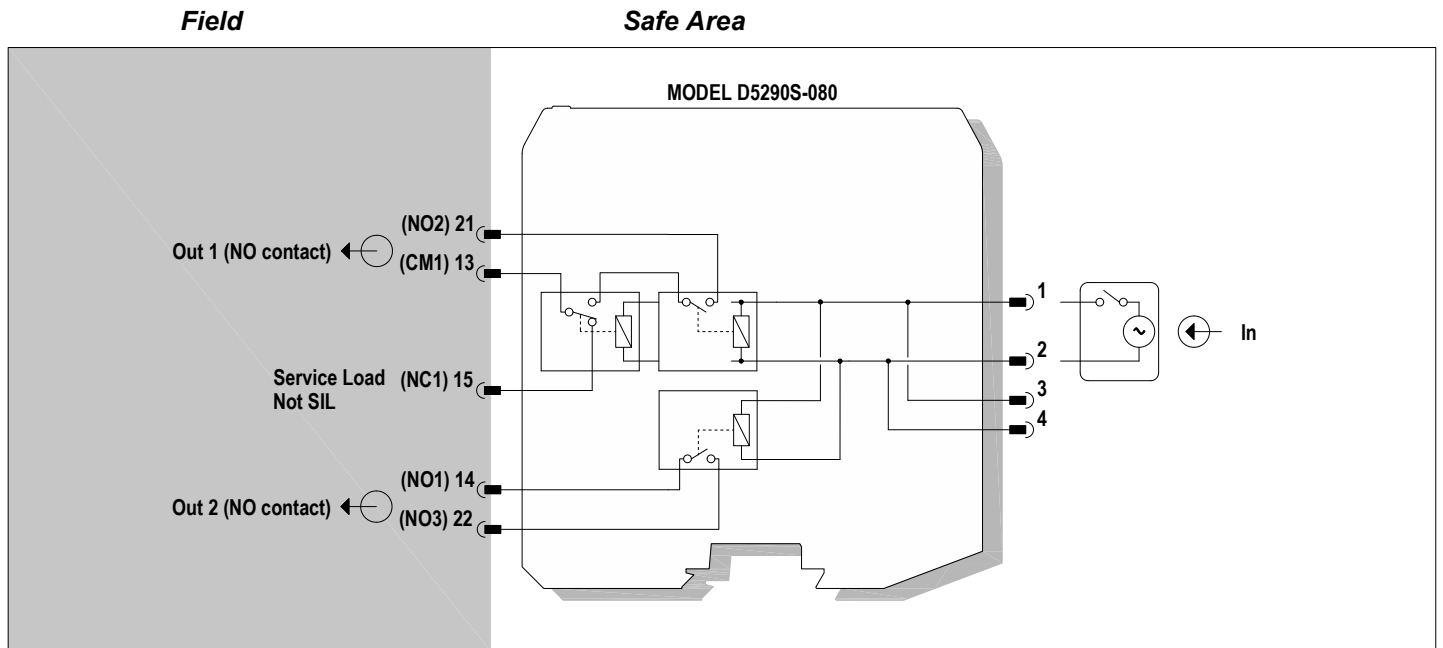 Field
Safe Area
MODEL D5290S-080
(NO2) 21
Out 1 (NO contact)
(CM1) 13
1
2
In
3
4
Service Load
Not SIL
(NC1) 15
(NO1) 14
Out 2 (NO contact)
(NO3) 22